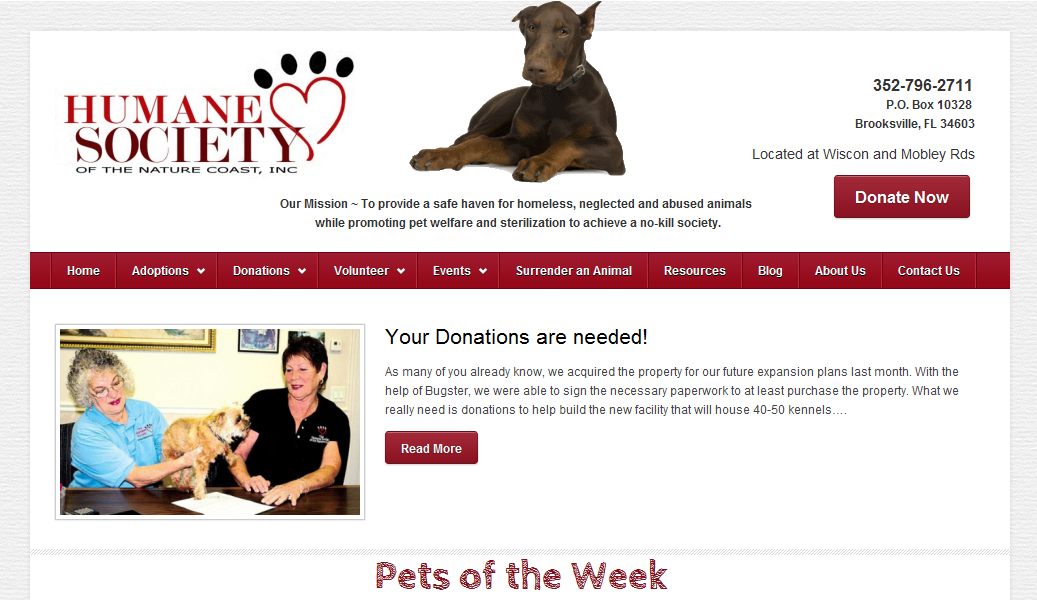 HUMANE
SOCIETY
OF THE NATURE COAST, INC
352-796-2711
P.O. Box 10328
Brooksville, FL 34603
Located at Wiscon and Mobley Rds
Donate Now
Our Mission ~ To provide a safe haven for homeless, neglected and abused animals
while promoting pet welfare and sterilization to achieve a no-kill society.
Home Adoptions Donations Volunteer Events Surrender an Animal Resources Blog About Us Contact Us
Your Donations are needed!
As many of you already know, we acquired the property for our future expansion plans last month. With the
help of Bugster, we were able to sign the necessary paperwork to at least purchase the property. What we
really need is donations to help build the new facility that will house 40-50 kennels….
Read More
Pets of the Week